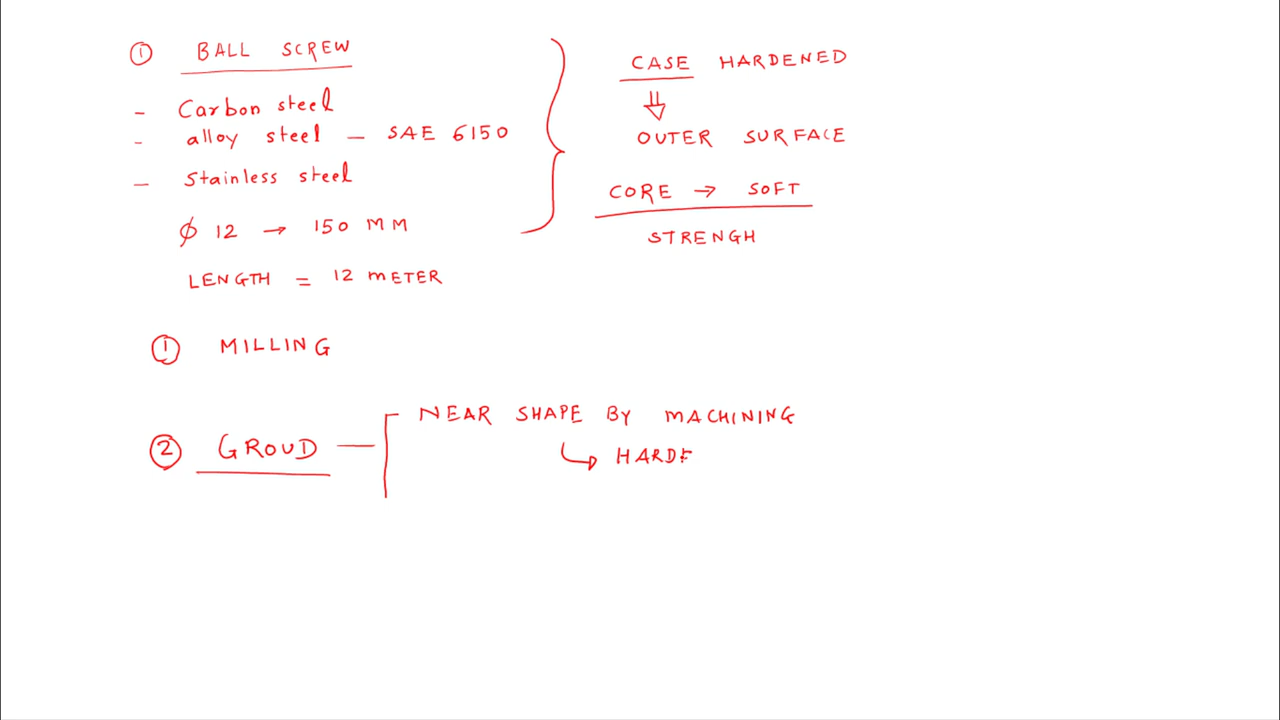 ① BALL SCREW
- Carbon steel
- alloy steel – SAE 6150
- Stainless steel
ϕ 12 → 150 MM
LENGTH = 12 METER
CASE HARDENED
⇓
OUTER SURFACE
CORE → SOFT
STRENGH
① MILLING
② GROUD — NEAR SHAPE BY MACHINING
↳ HARDE